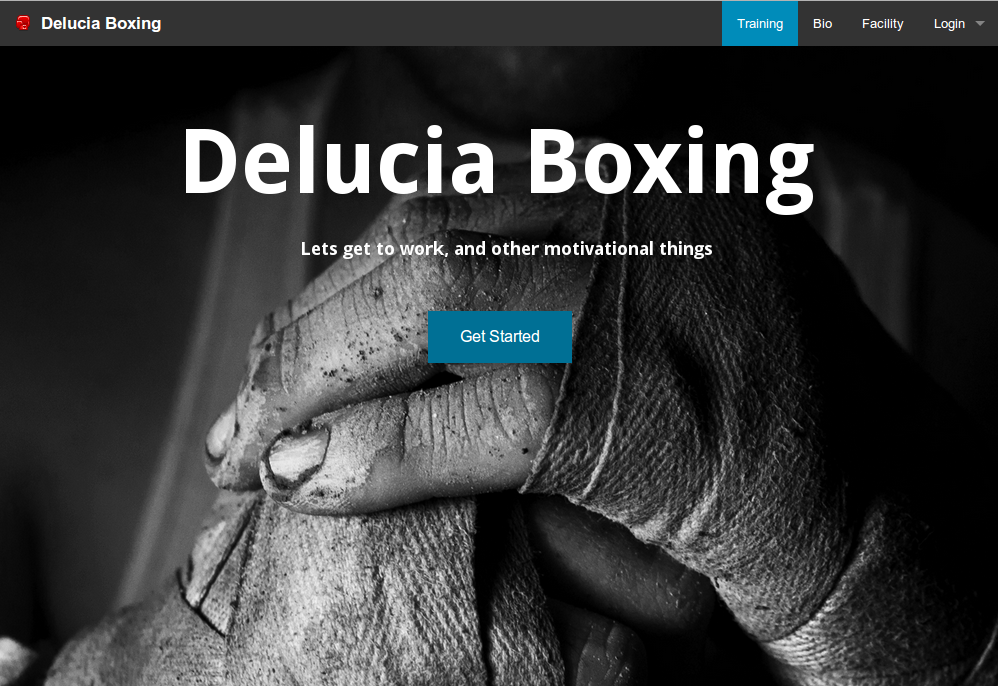 Delucia Boxing
Training
Bio
Facility
Login
Delucia Boxing
Lets get to work, and other motivational things
Get Started